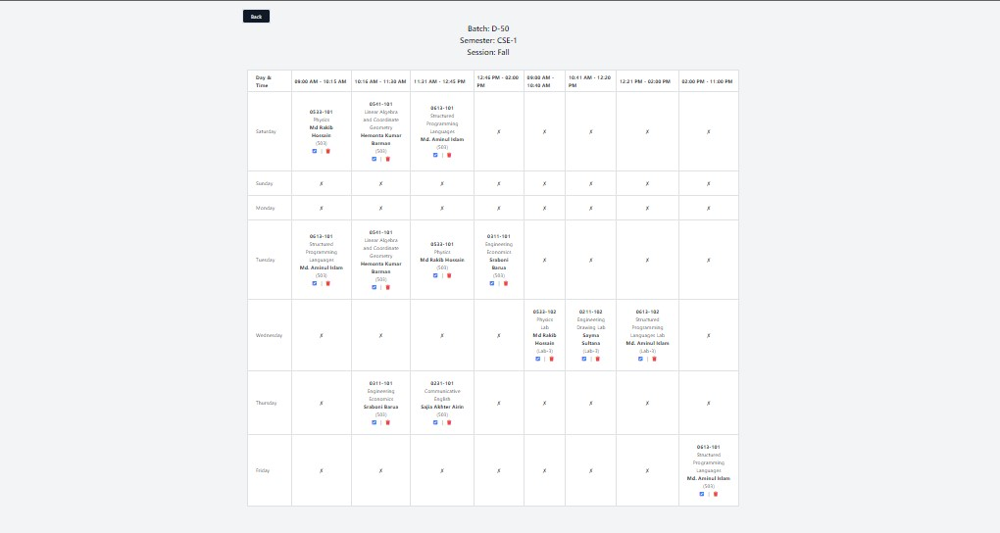 Back
Batch: D-50
Semester: CSE-1
Session: Fall
Day & Time	09:00 AM - 10:15 AM	10:16 AM - 11:30 AM	11:31 AM - 12:45 PM	12:46 PM - 02:00 PM	09:00 AM - 10:40 AM	10:41 AM - 12:20 PM	12:21 PM - 02:00 PM	02:00 PM - 11:00 PM
Saturday
0533-101
Physics
Md Rakib
Hossain
(503)
|
0541-101
Linear Algebra
and Coordinate
Geometry
Hemonta Kumar
Barman
(503)
|
0613-101
Structured
Programming
Languages
Md. Aminul Islam
(503)
|
✗ ✗ ✗ ✗ ✗
Sunday ✗ ✗ ✗ ✗ ✗ ✗ ✗ ✗
Monday ✗ ✗ ✗ ✗ ✗ ✗ ✗ ✗
Tuesday
0613-101
Structured
Programming
Languages
Md. Aminul Islam
(503)
|
0541-101
Linear Algebra
and Coordinate
Geometry
Hemonta Kumar
Barman
(503)
|
0533-101
Physics
Md Rakib Hossain
(503)
|
0311-101
Engineering
Economics
Sraboni
Barua
(503)
|
✗ ✗ ✗ ✗
Wednesday ✗ ✗ ✗ ✗
0533-102
Physics
Lab
Md Rakib
Hossain
(Lab-3)
|
0211-102
Engineering
Drawing Lab
Sayma
Sultana
(Lab-3)
|
0613-102
Structured
Programming
Languages Lab
Md. Aminul Islam
(Lab-3)
|
✗
Thursday ✗
0311-101
Engineering
Economics
Sraboni Barua
(503)
|
0231-101
Communicative
English
Sajia Akhter Airin
(503)
|
✗ ✗ ✗ ✗ ✗
Friday ✗ ✗ ✗ ✗ ✗ ✗ ✗
0613-101
Structured
Programming
Languages
Md. Aminul Islam
(503)
|